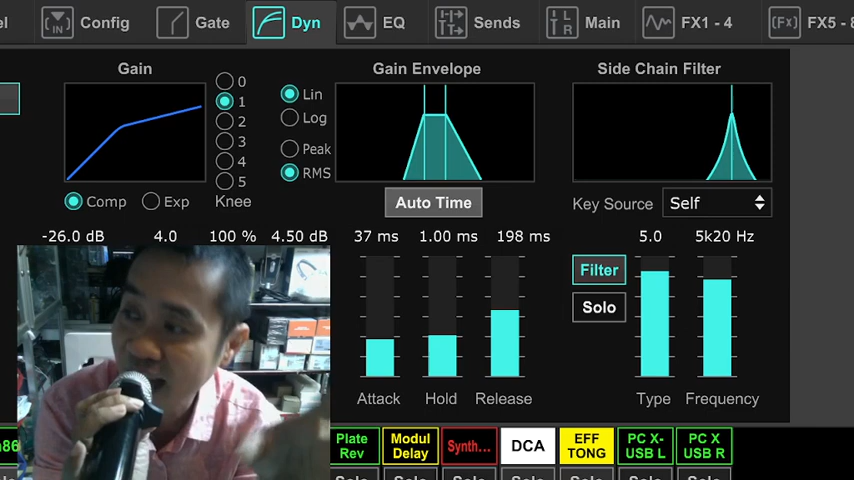 Config
Gate
Dyn
EQ
Sends
Main
FX1 - 4
FX5 - 8
Gain
0
1
2
3
4
5
Knee
Comp
Exp
Lin
Log
Peak
RMS
Gain Envelope
Auto Time
Side Chain Filter
Key Source
Self
-26.0 dB
4.0
100 %
4.50 dB
37 ms
1.00 ms
198 ms
5.0
5k20 Hz
Filter
Solo
Attack
Hold
Release
Type
Frequency
Plate
Rev
Modul
Delay
Synth...
DCA
EFF
TONG
PC X-
USB L
PC X
USB R